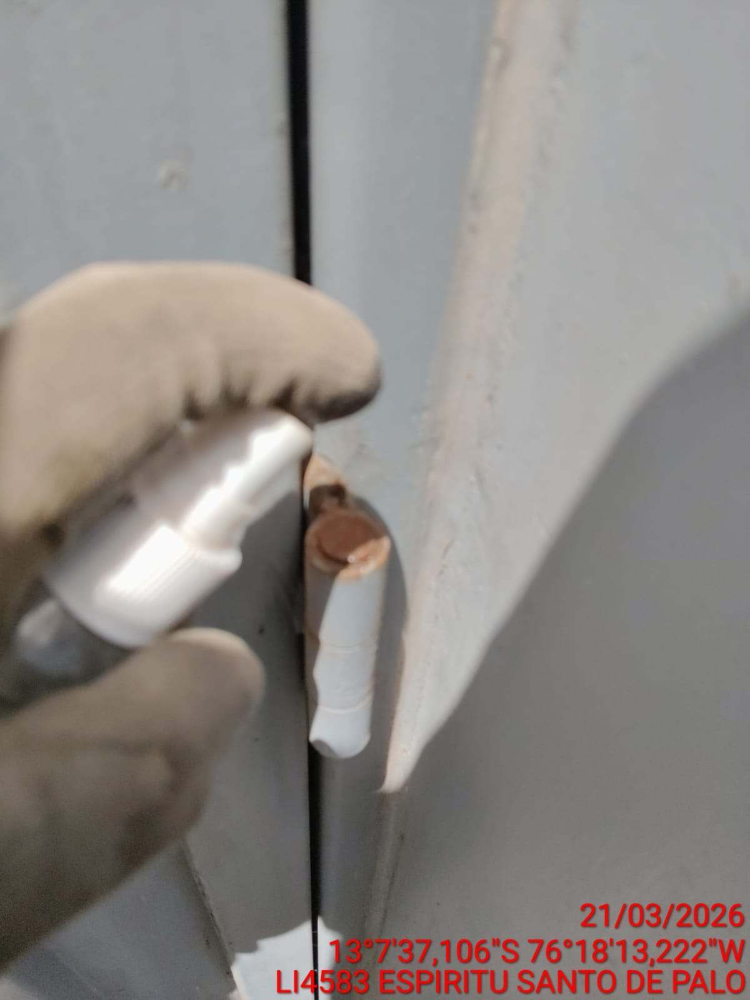 21/03/2026
13°7'37,106"S 76°18'13,222"W
LI4583 ESPIRITU SANTO DE PALO